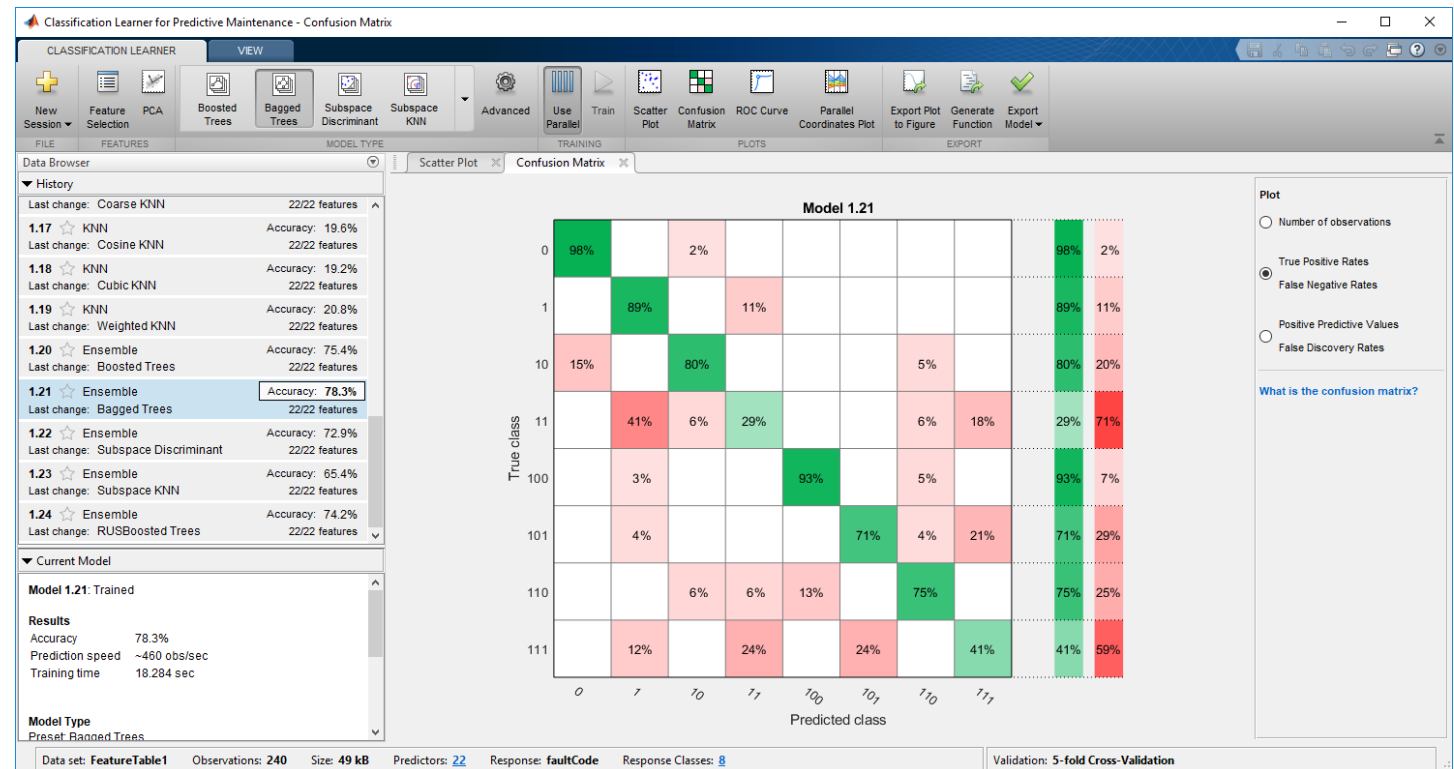 Classification Learner for Predictive Maintenance - Confusion Matrix
CLASSIFICATION LEARNER VIEW
New Session
Feature Selection
PCA
Boosted Trees
Bagged Trees
Subspace Discriminant
Subspace KNN
Advanced
Use Parallel
Train
Scatter Plot
Confusion Matrix
ROC Curve
Parallel Coordinates Plot
Export Plot to Figure
Generate Function
Export Model
FILE FEATURES MODEL TYPE TRAINING PLOTS EXPORT
Data Browser
History
Last change: Coarse KNN 22/22 features
1.17 KNN Accuracy: 19.6%
Last change: Cosine KNN 22/22 features
1.18 KNN Accuracy: 19.2%
Last change: Cubic KNN 22/22 features
1.19 KNN Accuracy: 20.8%
Last change: Weighted KNN 22/22 features
1.20 Ensemble Accuracy: 75.4%
Last change: Boosted Trees 22/22 features
1.21 Ensemble Accuracy: 78.3%
Last change: Bagged Trees 22/22 features
1.22 Ensemble Accuracy: 72.9%
Last change: Subspace Discriminant 22/22 features
1.23 Ensemble Accuracy: 65.4%
Last change: Subspace KNN 22/22 features
1.24 Ensemble Accuracy: 74.2%
Last change: RUSBoosted Trees 22/22 features
Current Model
Model 1.21: Trained
Results
Accuracy 78.3%
Prediction speed ~460 obs/sec
Training time 18.284 sec
Model Type
Preset: Bagged Trees
Scatter Plot Confusion Matrix
Model 1.21
True class
0 98% 2% 98% 2%
1 89% 11% 89% 11%
10 15% 80% 5% 80% 20%
11 41% 6% 29% 6% 18% 29% 71%
100 3% 93% 5% 93% 7%
101 4% 71% 4% 21% 71% 29%
110 6% 6% 13% 75% 75% 25%
111 12% 24% 24% 41% 41% 59%
0 1 10 11 100 101 110 111
Predicted class
Plot
Number of observations
True Positive Rates
False Negative Rates
Positive Predictive Values
False Discovery Rates
What is the confusion matrix?
Data set: FeatureTable1 Observations: 240 Size: 49 kB Predictors: 22 Response: faultCode Response Classes: 8 Validation: 5-fold Cross-Validation